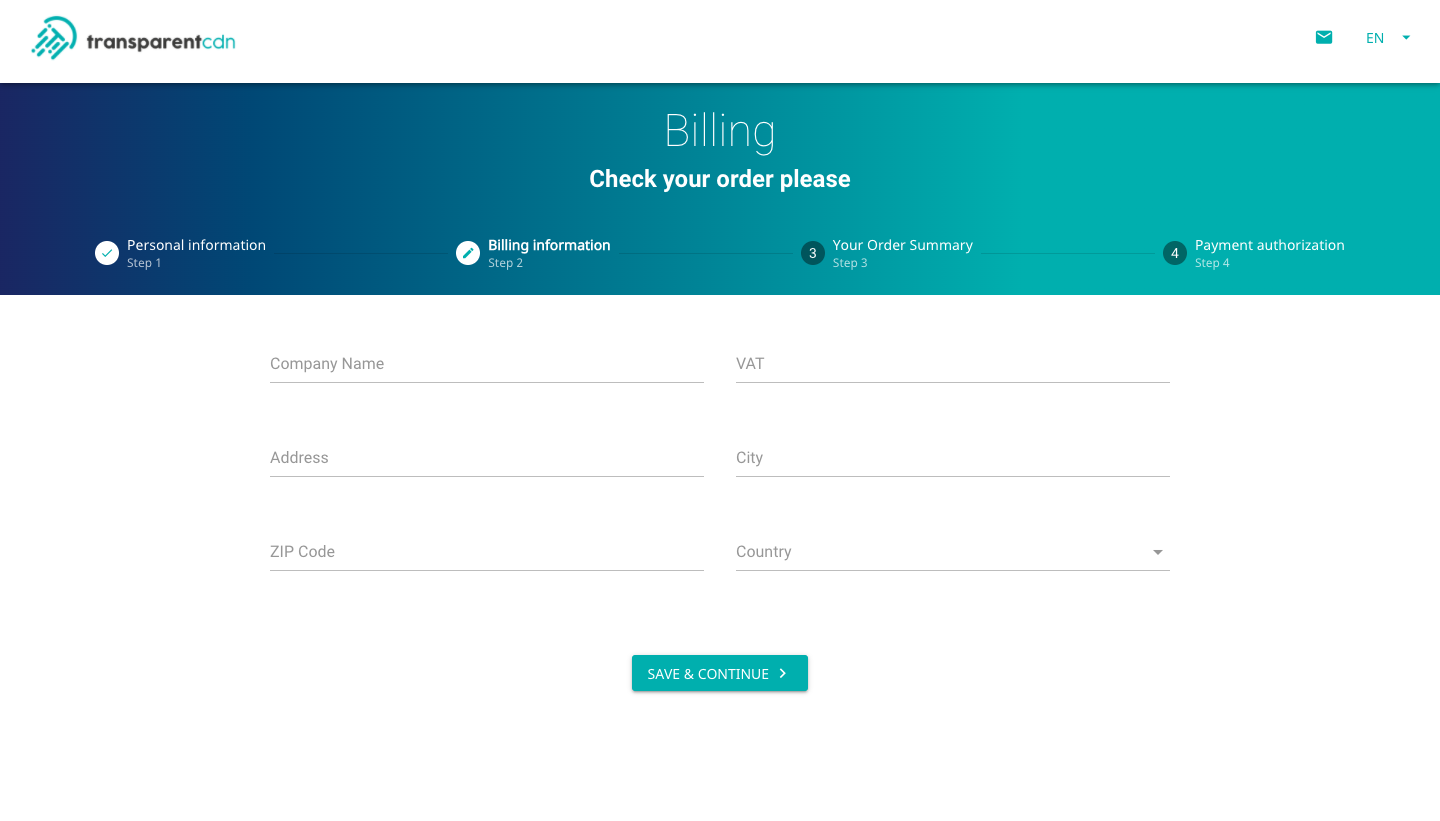 transparentcdn
EN
Billing
Check your order please
Personal information
Step 1
Billing information
Step 2
3
Your Order Summary
Step 3
4
Payment authorization
Step 4
Company Name
VAT
Address
City
ZIP Code
Country
SAVE & CONTINUE